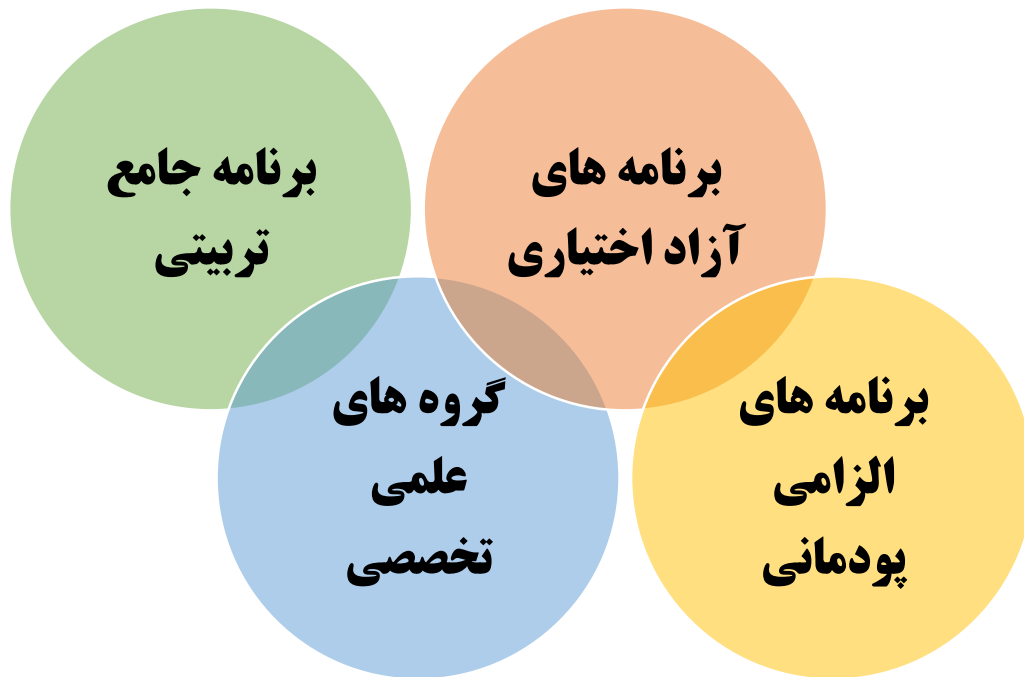 برنامه های
آزاد اختیاری
برنامه جامع
تربیتی
برنامه های
الزامی
پودمانی
گروه های
علمی
تخصصی